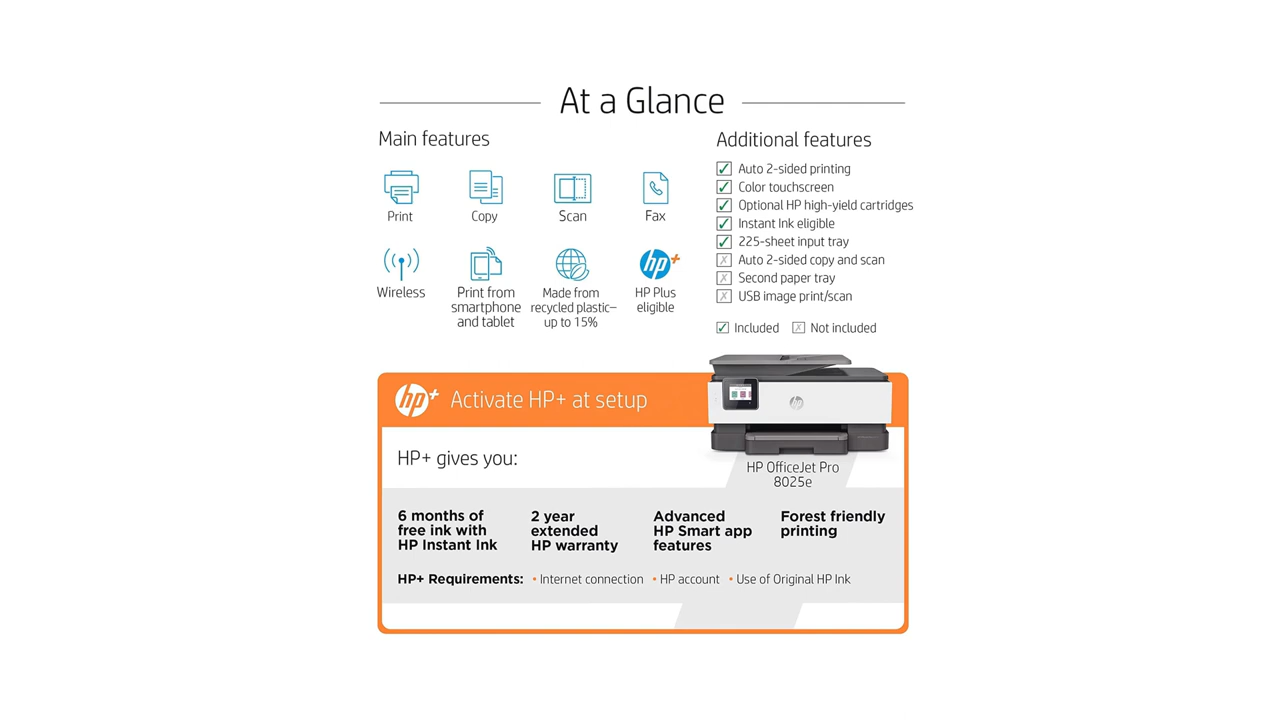 At a Glance
Main features
Print
Copy
Scan
Fax
Wireless
Print from
smartphone
and tablet
Made from
recycled plastic–
up to 15%
HP Plus
eligible
Additional features
Auto 2-sided printing
Color touchscreen
Optional HP high-yield cartridges
Instant Ink eligible
225-sheet input tray
Auto 2-sided copy and scan
Second paper tray
USB image print/scan
Included
Not included
hp+ Activate HP+ at setup
hp
HP OfficeJet Pro
8025e
HP+ gives you:
6 months of
free ink with
HP Instant Ink
2 year
extended
HP warranty
Advanced
HP Smart app
features
Forest friendly
printing
HP+ Requirements: • Internet connection • HP account • Use of Original HP Ink